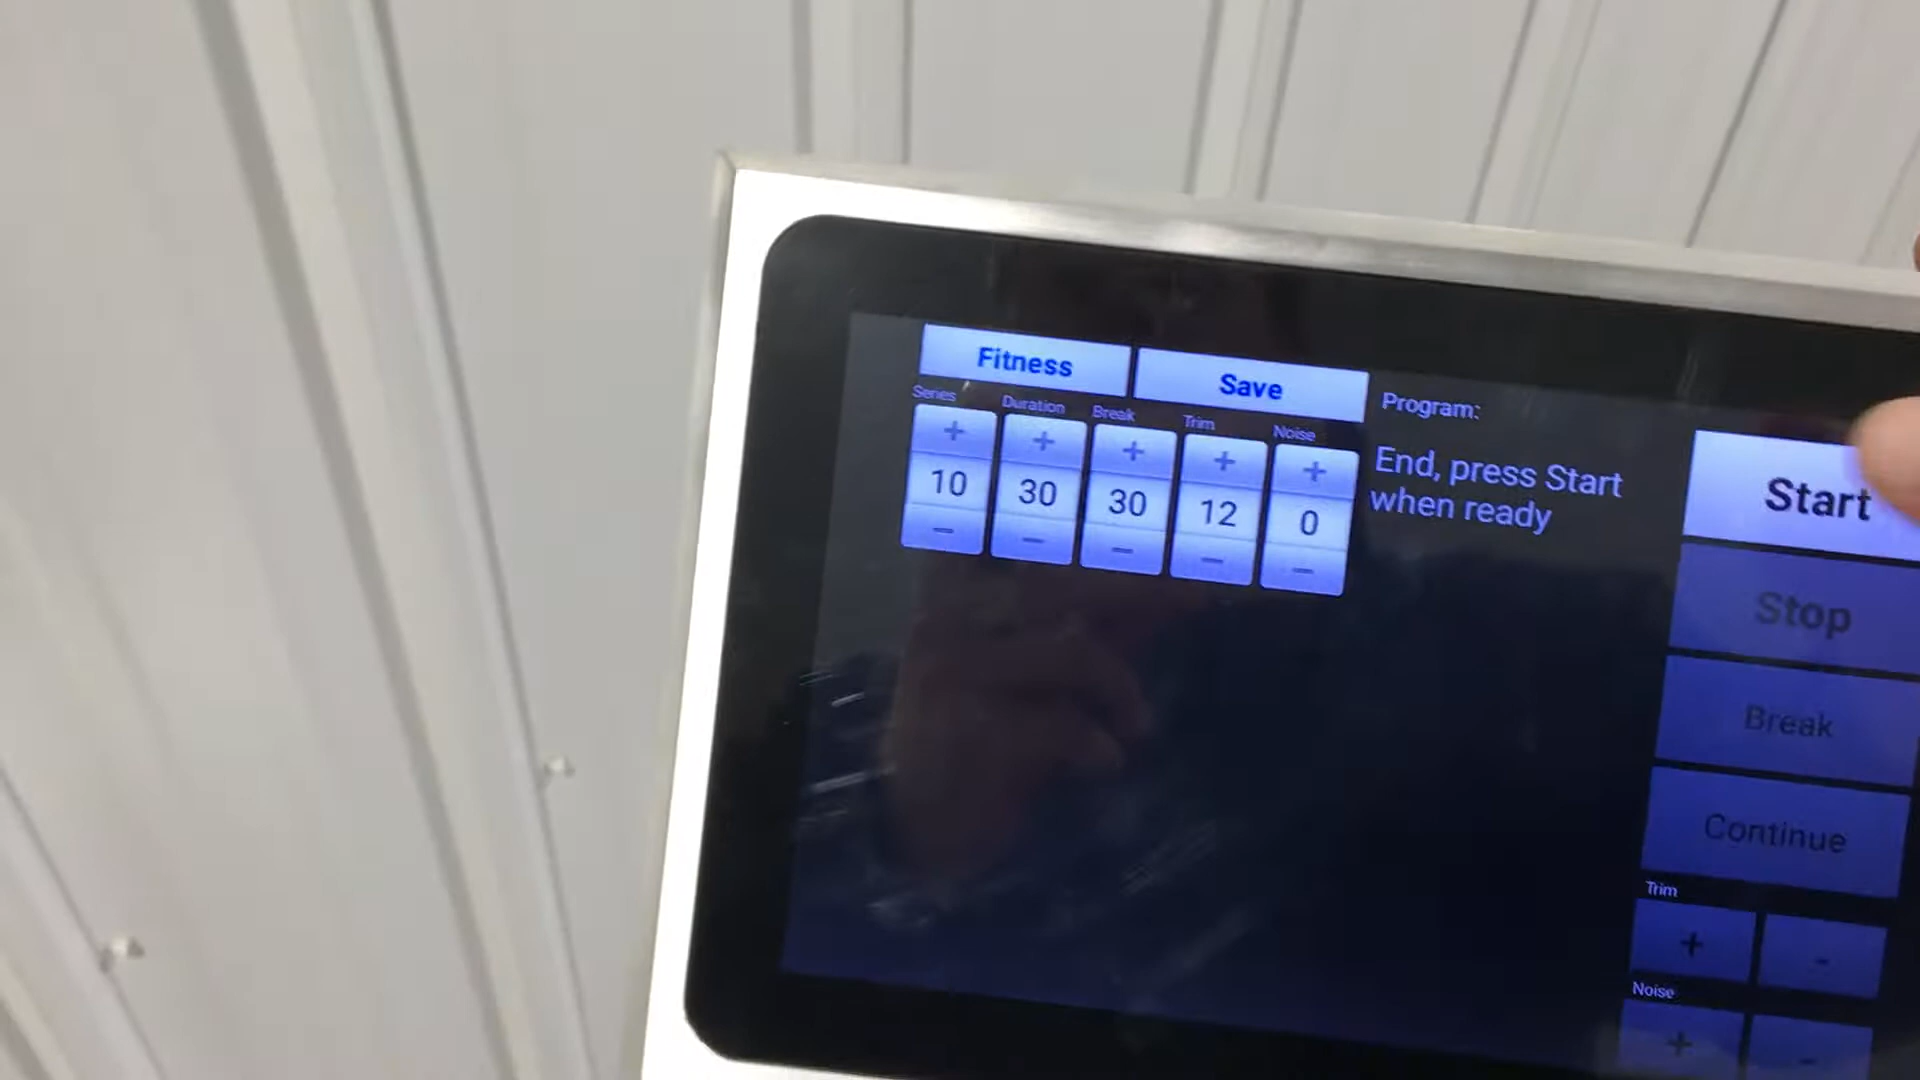 Fitness
Save
Series
Duration
Break
Trim
Noise
+
+
+
+
+
10
30
30
12
0
–
–
–
–
–
Program:
End, press Start
when ready
Start
Stop
Break
Continue
Trim
+
-
Noise
+
-